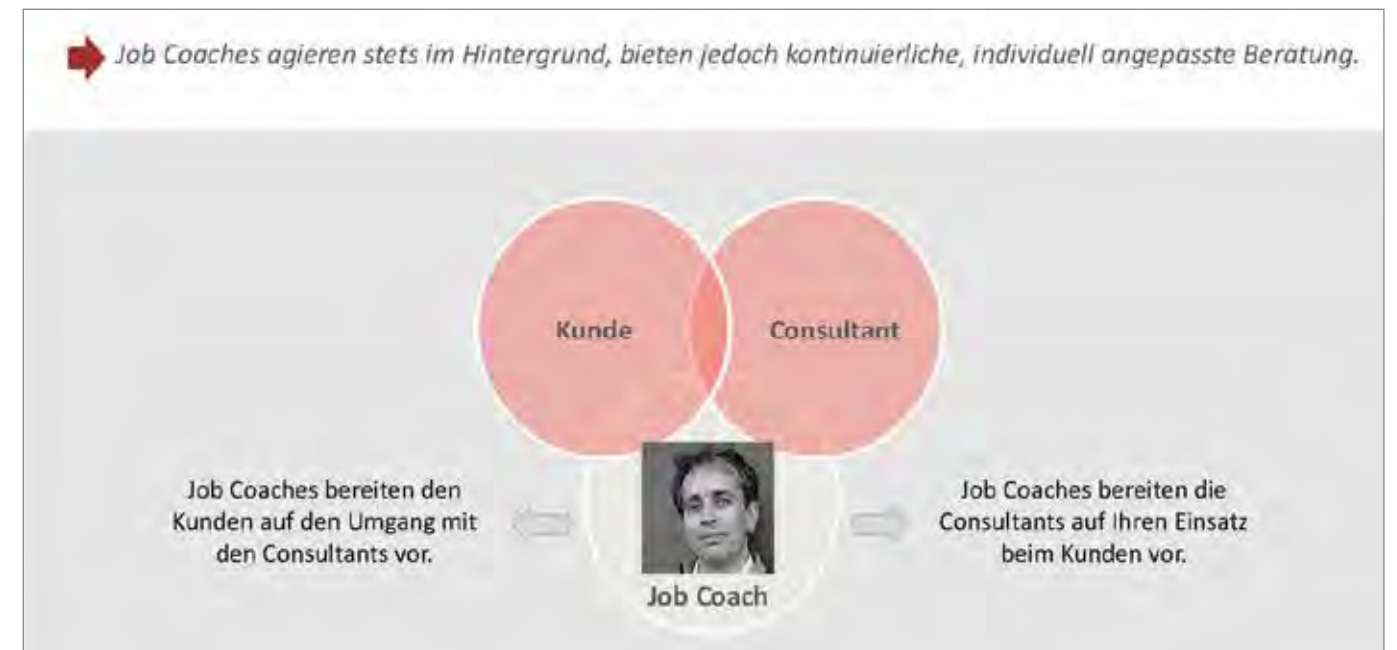 Job Coaches agieren stets im Hintergrund, bieten jedoch kontinuierliche, individuell angepasste Beratung.
Kunde
Consultant
Job Coaches bereiten den
Kunden auf den Umgang mit
den Consultants vor.
Job Coach
Job Coaches bereiten die
Consultants auf Ihren Einsatz
beim Kunden vor.